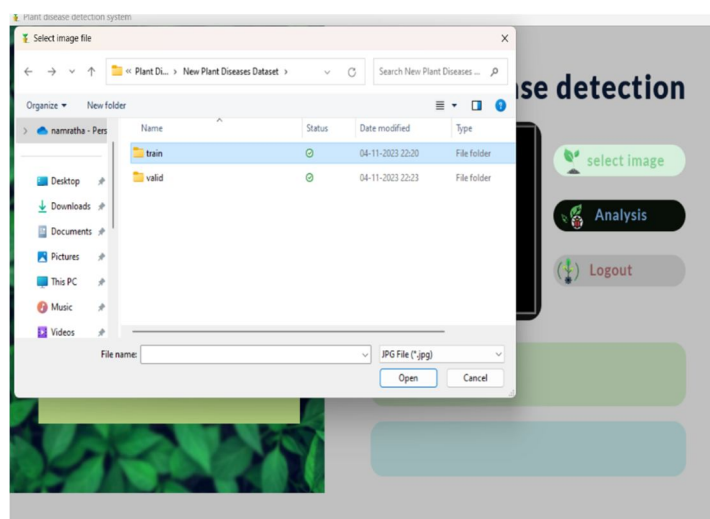 Plant disease detection system
Select image file
« Plant Di... › New Plant Diseases Dataset ›
Search New Plant Diseases ...
se detection
Organize
New folder
namratha - Pers
Name
Status
Date modified
Type
train
04-11-2023 22:20
File folder
select image
valid
04-11-2023 22:23
File folder
Desktop
Downloads
Analysis
Documents
Pictures
This PC
Logout
Music
Videos
File name:
JPG File (*.jpg)
Open
Cancel